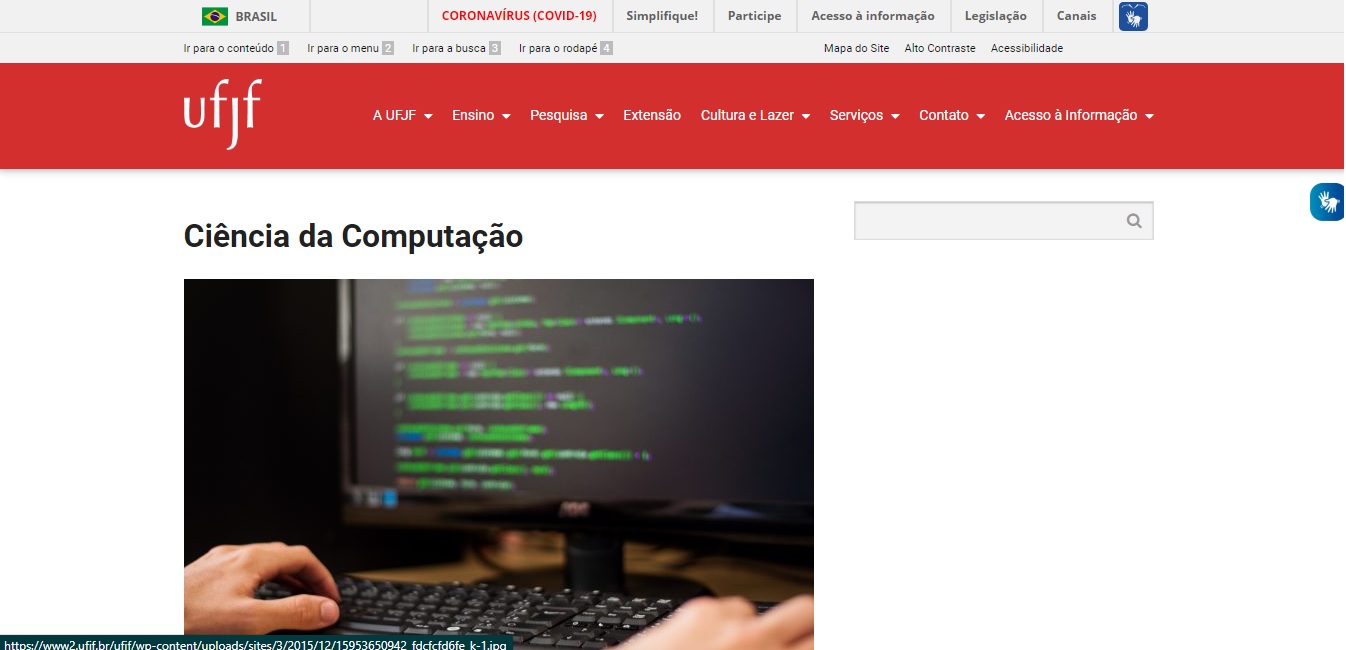 BRASIL
CORONAVÍRUS (COVID-19)
Simplifique!
Participe
Acesso à informação
Legislação
Canais
Ir para o conteúdo 1
Ir para o menu 2
Ir para a busca 3
Ir para o rodapé 4
Mapa do Site
Alto Contraste
Acessibilidade
ufjf
A UFJF
Ensino
Pesquisa
Extensão
Cultura e Lazer
Serviços
Contato
Acesso à Informação
Ciência da Computação
AOC
https://www2.ufjf.br/ufjf/wp-content/uploads/sites/3/2015/12/15953650942_fdcfcfd6fe_k-1.jpg